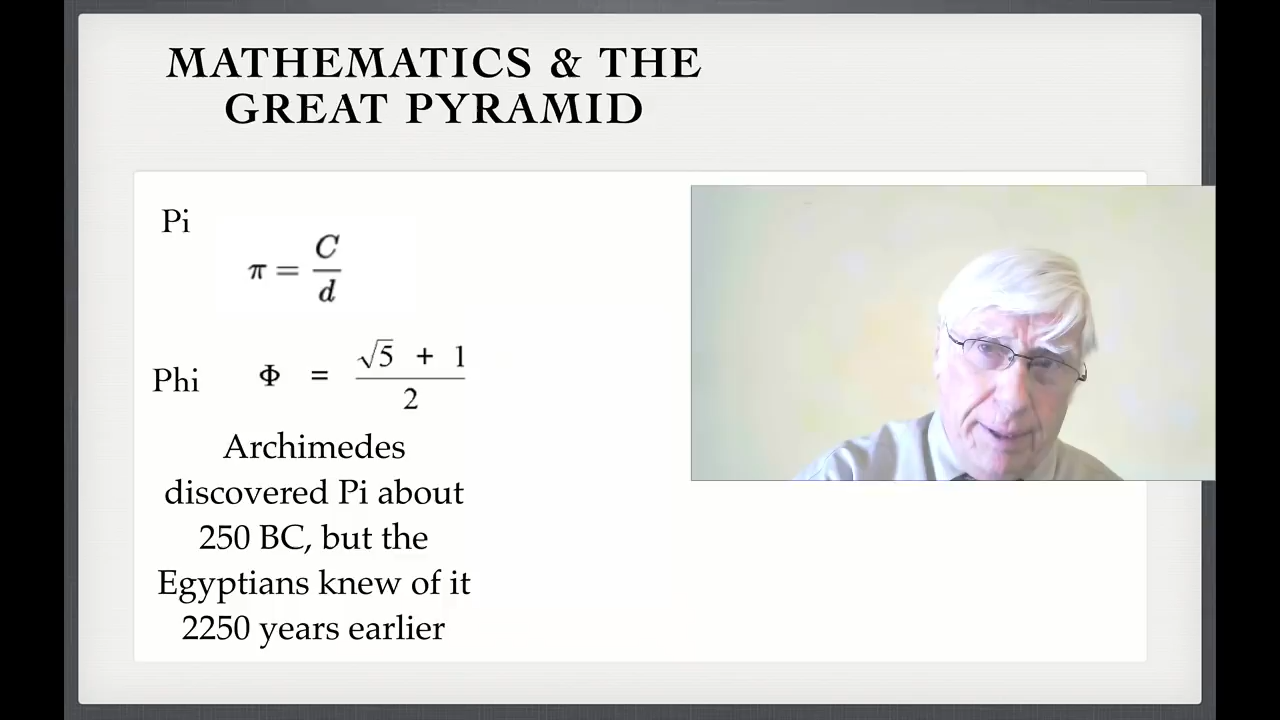 MATHEMATICS & THE
GREAT PYRAMID
Pi
π = C/d
Phi Φ = (√5 + 1)/2
Archimedes
discovered Pi about
250 BC, but the
Egyptians knew of it
2250 years earlier